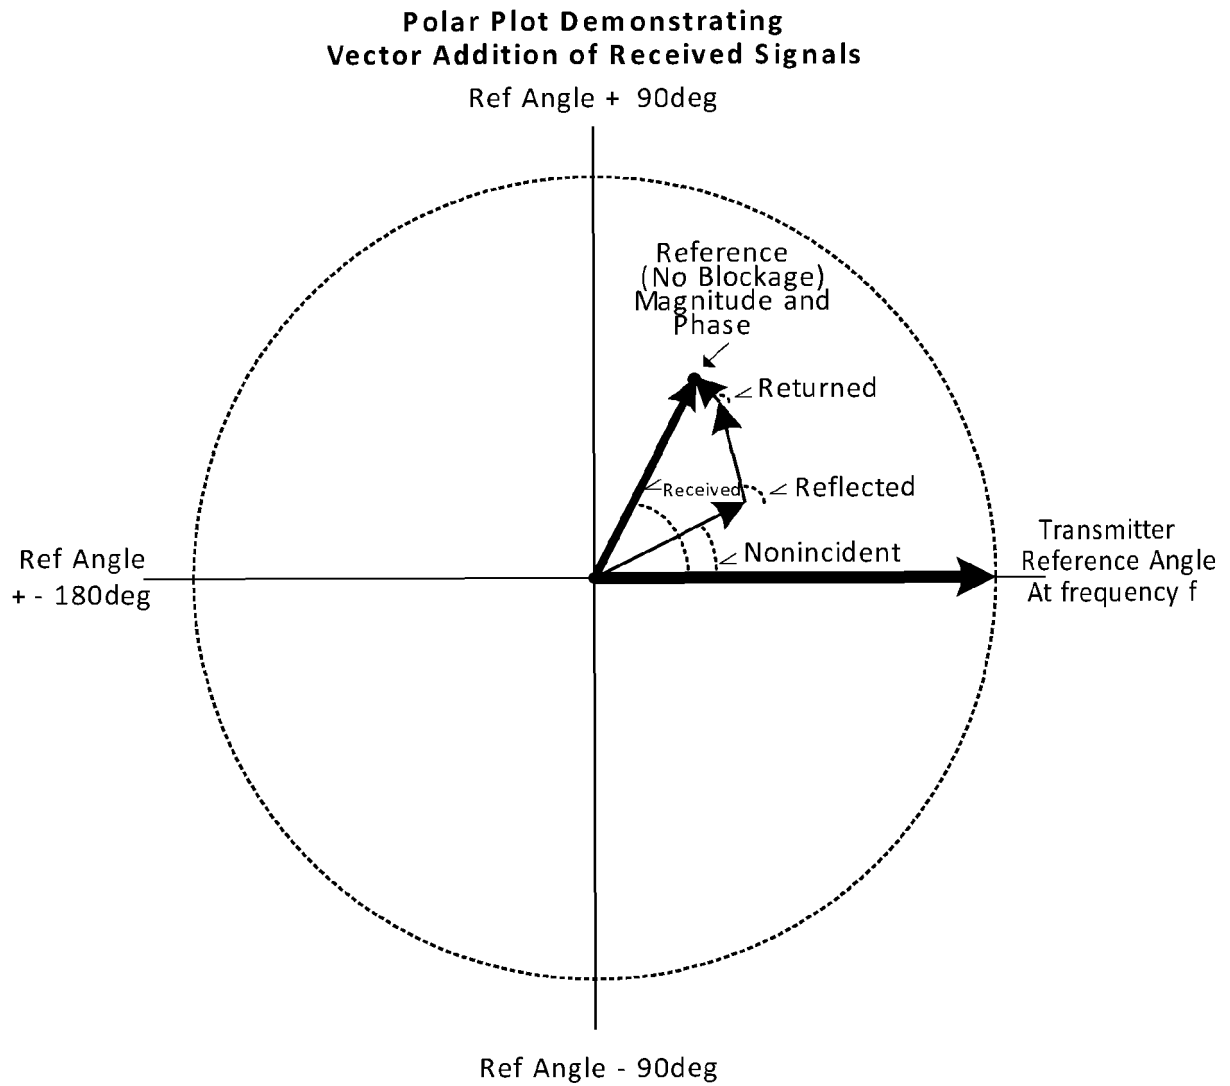 Polar Plot Demonstrating
Vector Addition of Received Signals
Ref Angle + 90deg
Reference
(No Blockage)
Magnitude and
Phase
∠ Returned
∠ Received
∠ Reflected
∠ Nonincident
Transmitter
Reference Angle
At frequency f
Ref Angle
+ - 180deg
Ref Angle - 90deg